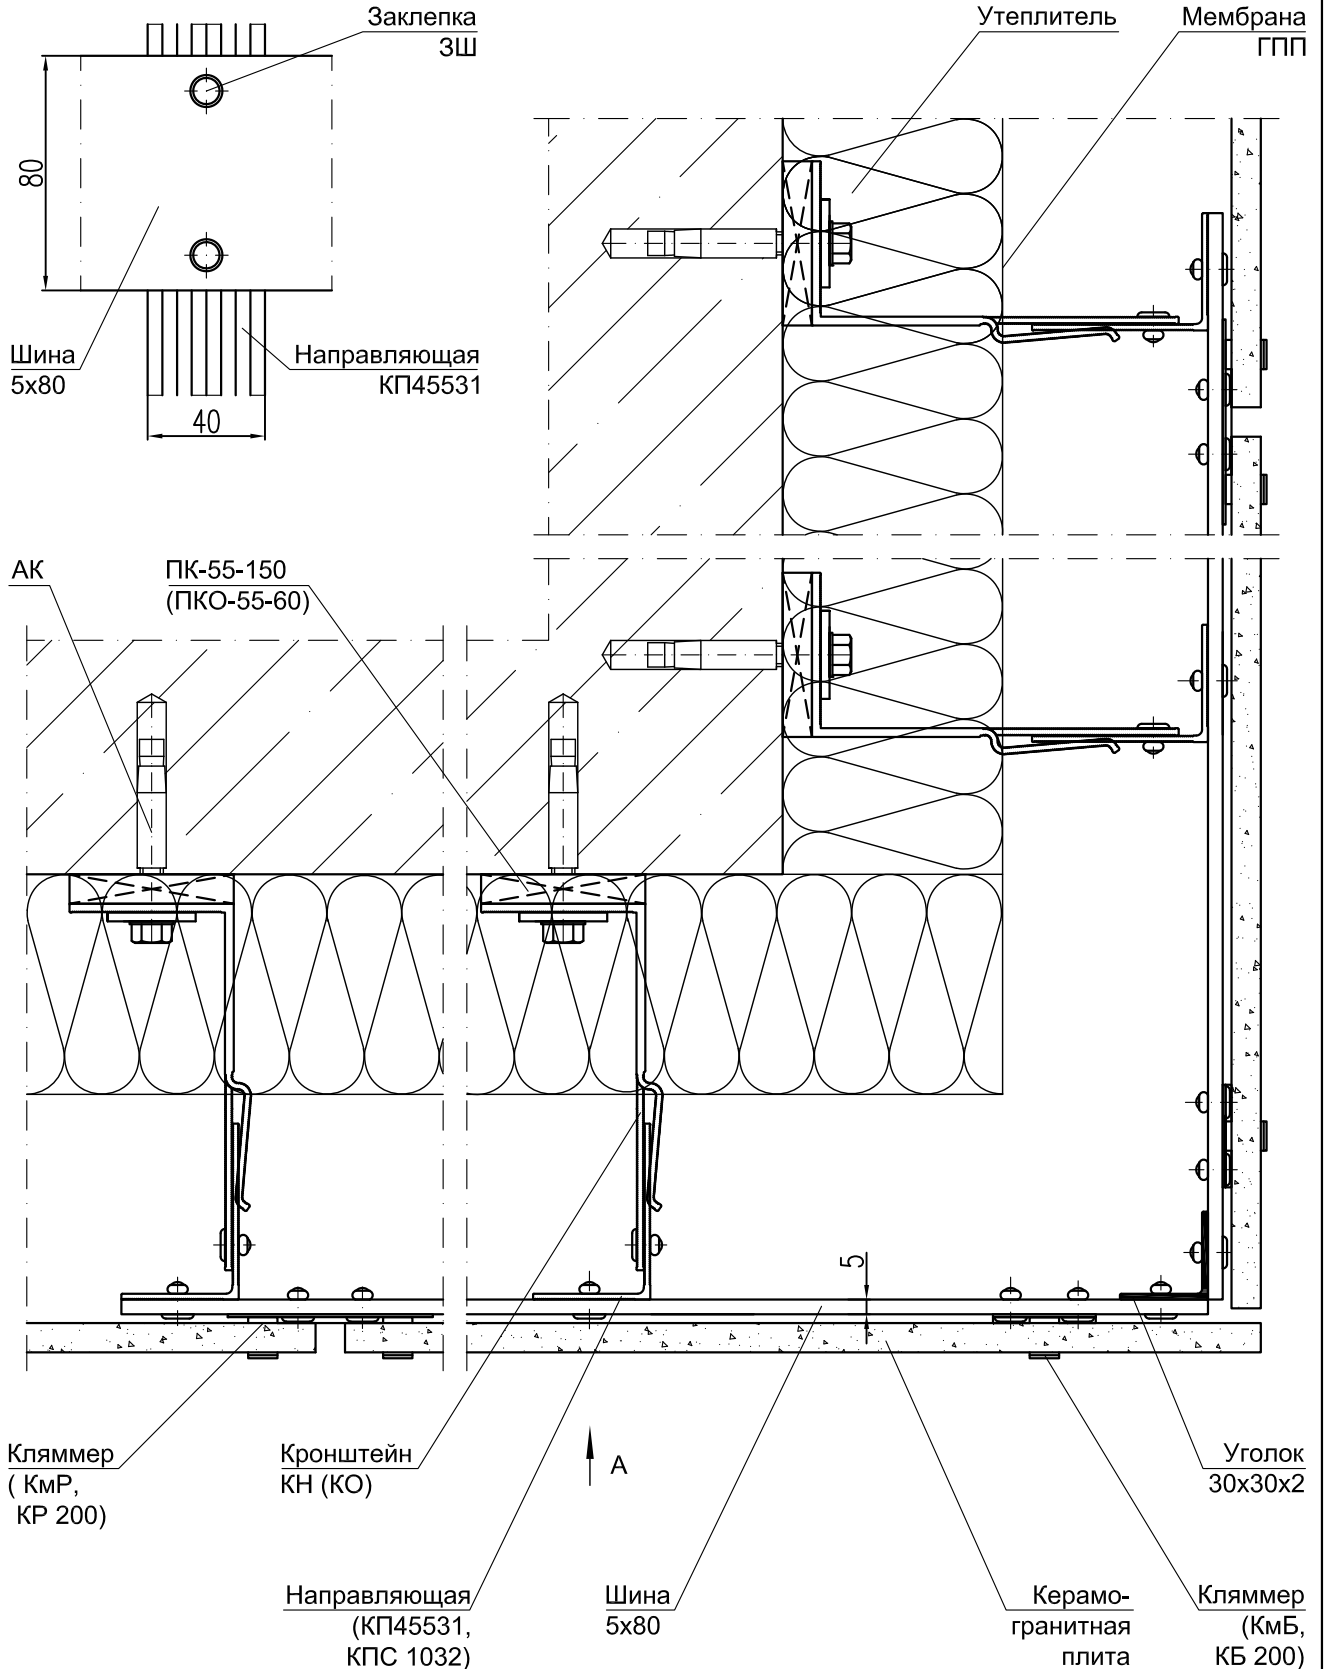 Заклепка
ЗШ
Утеплитель
Мембрана
ГПП
80
Шина
5х80
Направляющая
КП45531
40
АК
ПК-55-150
(ПКО-55-60)
5
Кляммер
( КмР,
КР 200)
Кронштейн
КН (КО)
А
Уголок
30х30х2
Направляющая
(КП45531,
КПС 1032)
Шина
5х80
Керамо-
гранитная
плита
Кляммер
(КмБ,
КБ 200)